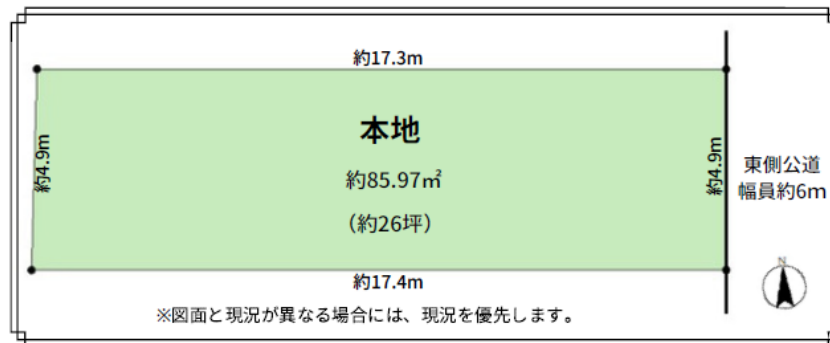 約17.3m
本地
約4.9m
約85.97㎡
約4.9m
東側公道
幅員約6m
（約26坪）
N
約17.4m
※図面と現況が異なる場合には、現況を優先します。